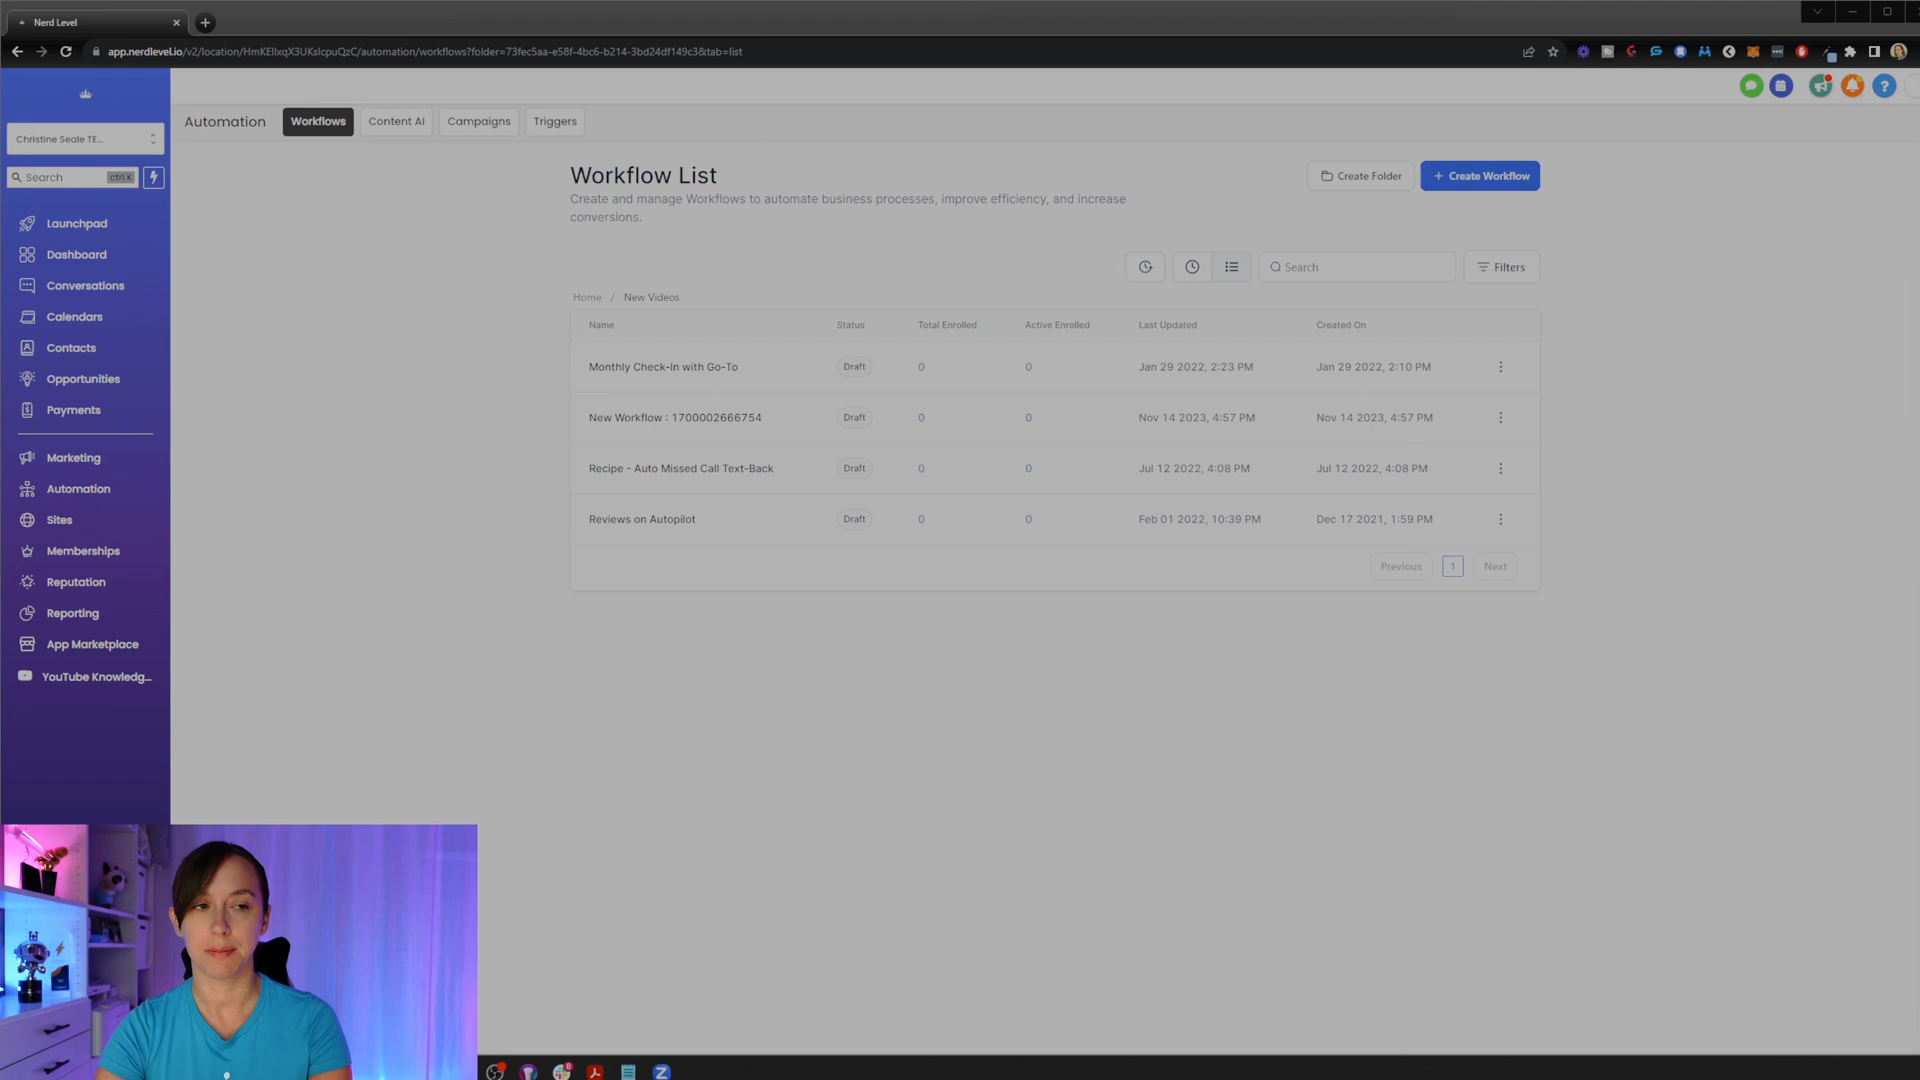 Nerd Level
app.nerdlevel.io/v2/location/HmKEllxqX3UKslcpuQzC/automation/workflows?folder=73fec5aa-e58f-4bc6-b214-3bd24df149c3&tab=list
Christine Seale TE...
Search
ctrl K
Launchpad
Dashboard
Conversations
Calendars
Contacts
Opportunities
Payments
Marketing
Automation
Sites
Memberships
Reputation
Reporting
App Marketplace
YouTube Knowledg...
Automation Workflows Content AI Campaigns Triggers
Workflow List
Create and manage Workflows to automate business processes, improve efficiency, and increase
conversions.
Create Folder
+ Create Workflow
Search
Filters
Home / New Videos
Name Status Total Enrolled Active Enrolled Last Updated Created On
Monthly Check-In with Go-To Draft 0 0 Jan 29 2022, 2:23 PM Jan 29 2022, 2:10 PM
New Workflow : 1700002666754 Draft 0 0 Nov 14 2023, 4:57 PM Nov 14 2023, 4:57 PM
Recipe - Auto Missed Call Text-Back Draft 0 0 Jul 12 2022, 4:08 PM Jul 12 2022, 4:08 PM
Reviews on Autopilot Draft 0 0 Feb 01 2022, 10:39 PM Dec 17 2021, 1:59 PM
Previous 1 Next